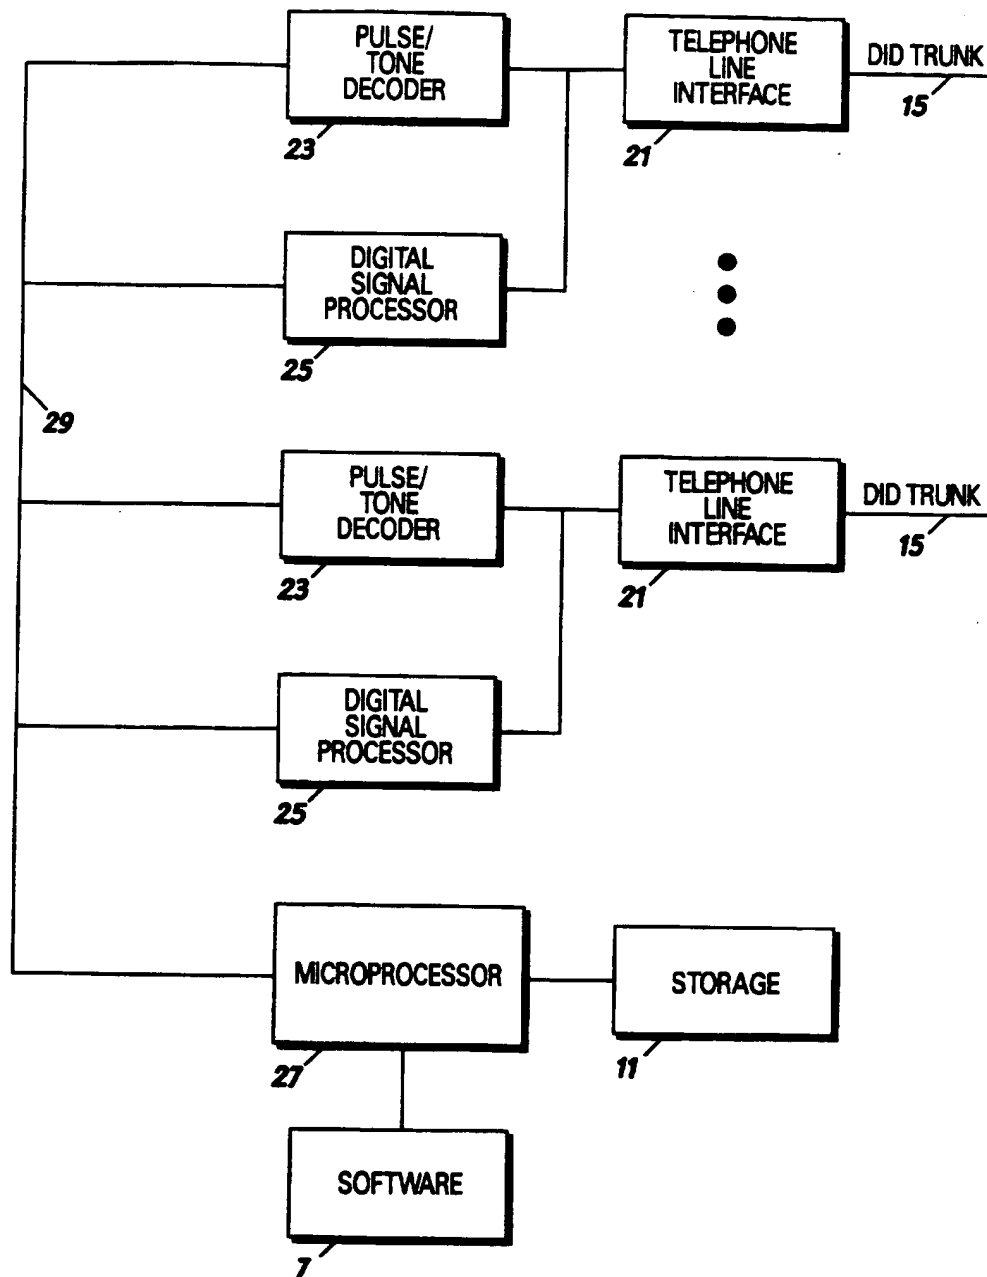 PULSE/
TONE
DECODER
23
TELEPHONE
LINE
INTERFACE
21
DID TRUNK
15
DIGITAL
SIGNAL
PROCESSOR
25
29
PULSE/
TONE
DECODER
23
TELEPHONE
LINE
INTERFACE
21
DID TRUNK
15
DIGITAL
SIGNAL
PROCESSOR
25
MICROPROCESSOR
27
STORAGE
11
SOFTWARE
7